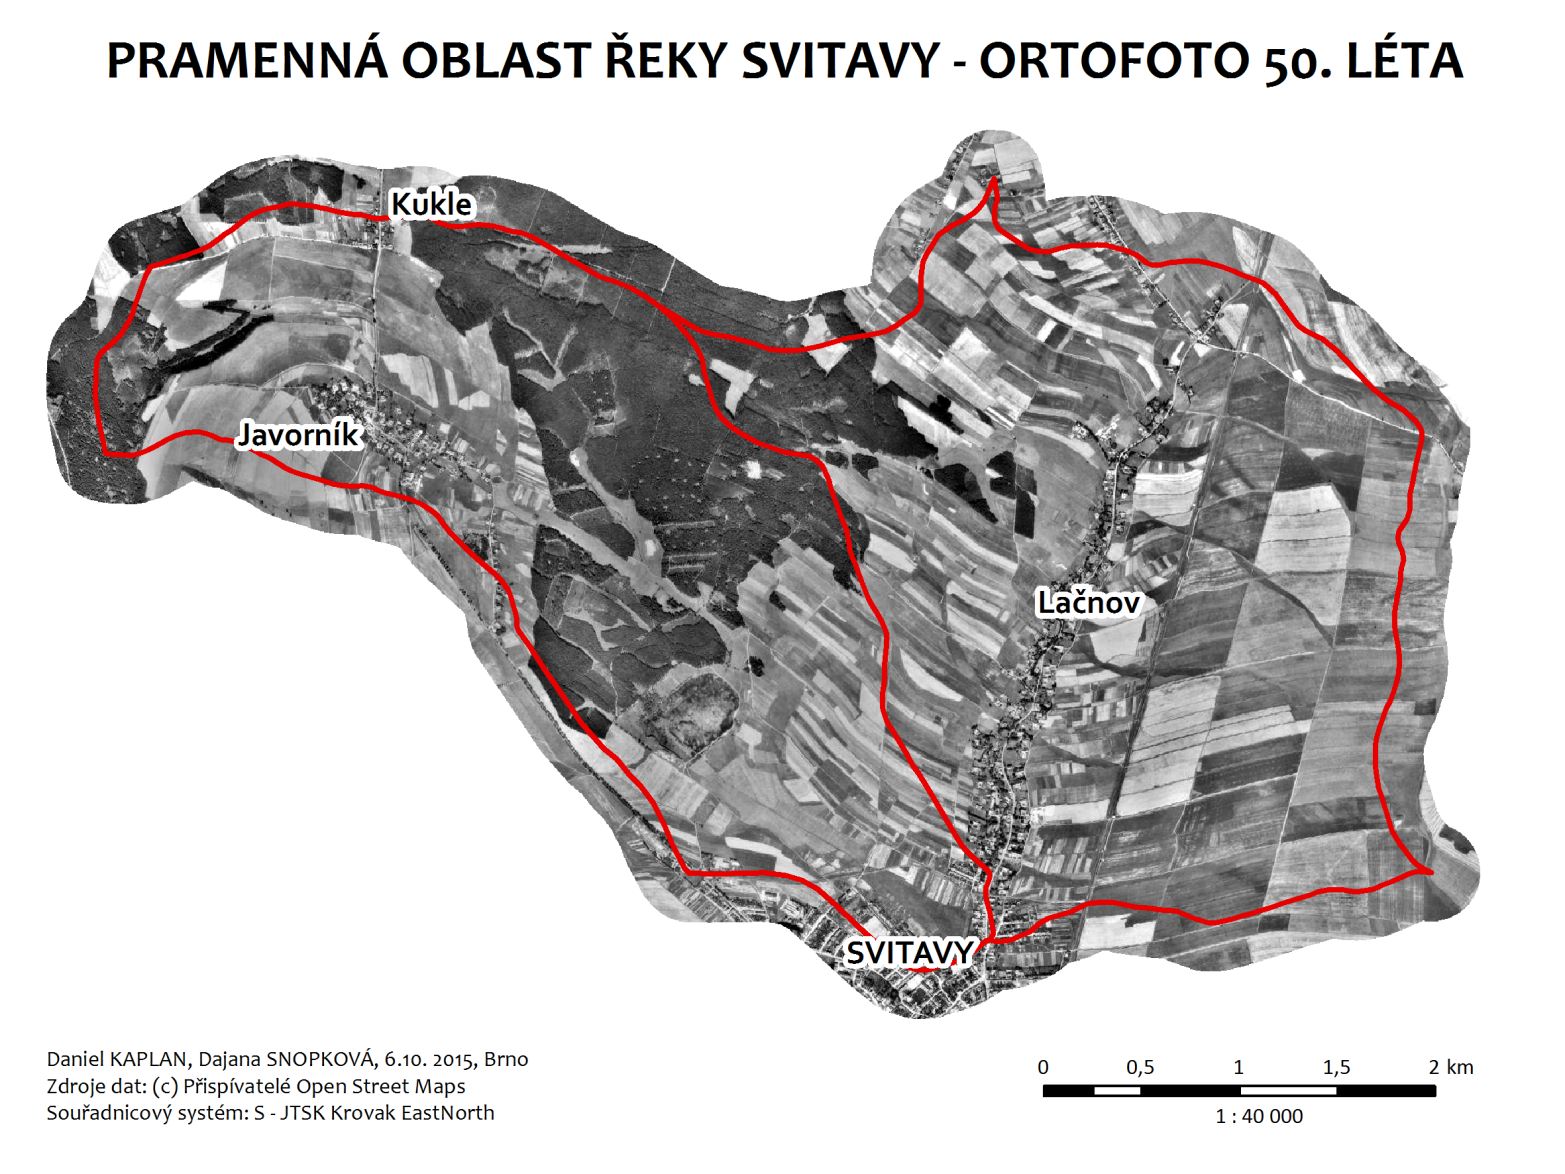 PRAMENNÁ OBLAST ŘEKY SVITAVY - ORTOFOTO 50. LÉTA
Kukle
Javorník
Lačnov
SVITAVY
Daniel KAPLAN, Dajana SNOPKOVÁ, 6.10. 2015, Brno
Zdroje dat: (c) Přispívatelé Open Street Maps
Souřadnicový systém: S - JTSK Krovak EastNorth
0 0,5 1 1,5 2 km
1 : 40 000